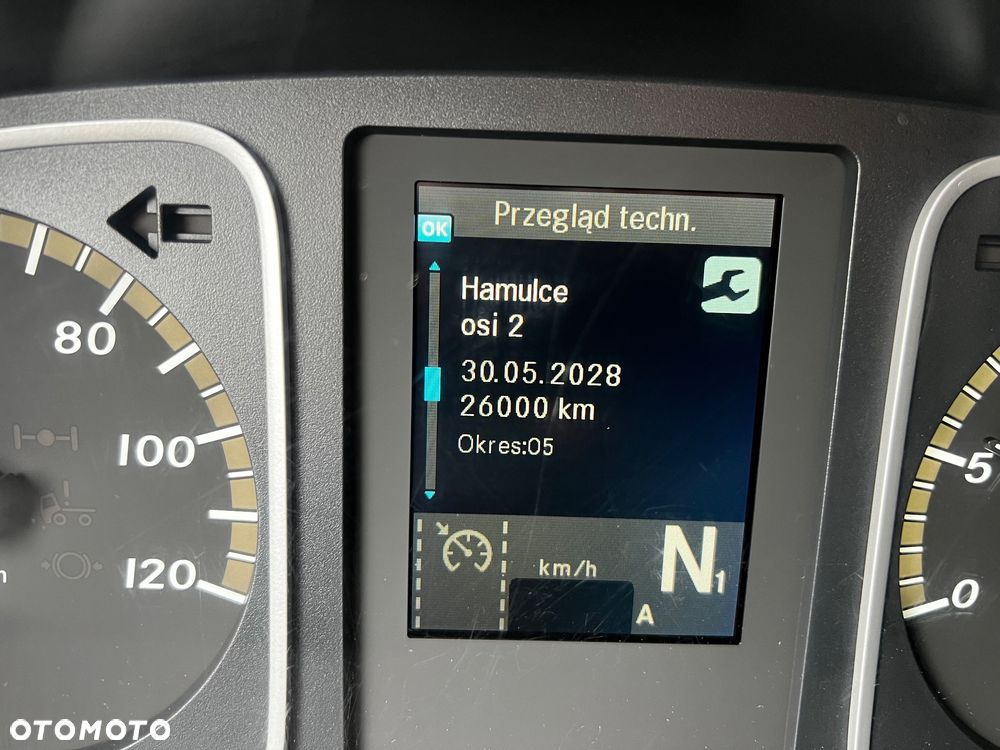 Przegląd techn.
OK
Hamulce
osi 2
30.05.2028
26000 km
Okres:05
km/h
N1
A
80
100
120
5
0
OTOMOTO